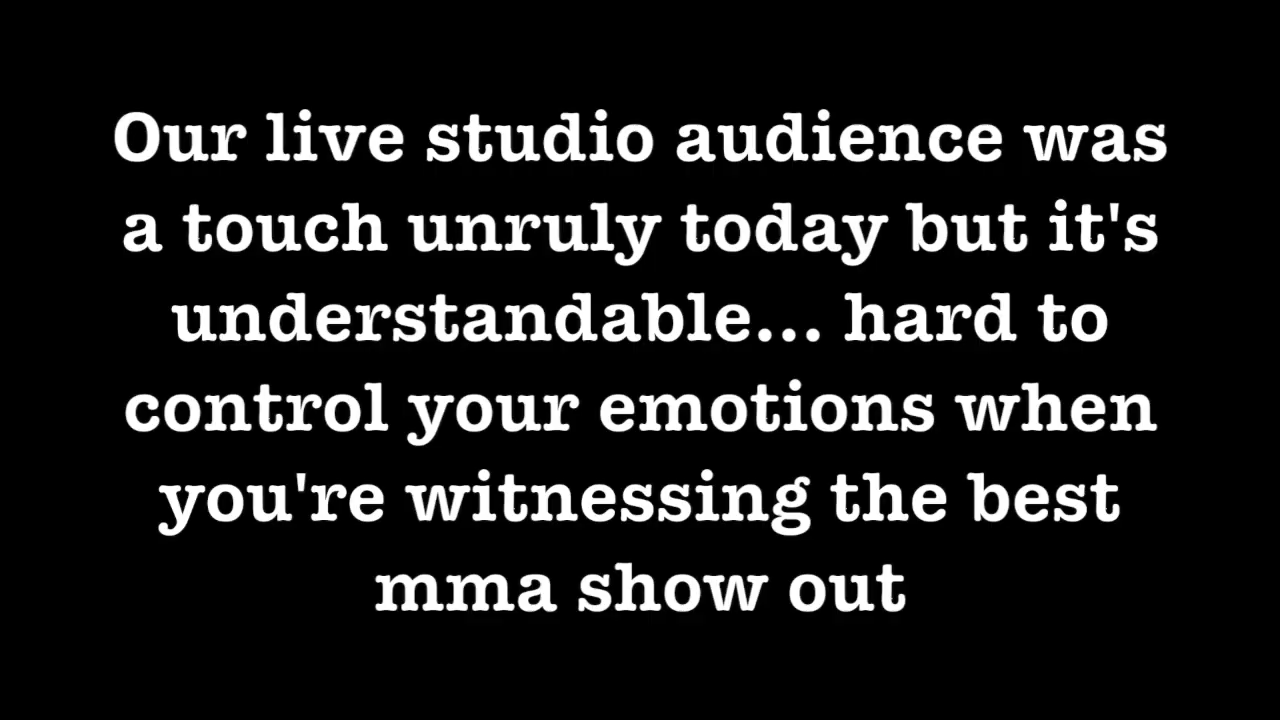 Our live studio audience was
a touch unruly today but it's
understandable... hard to
control your emotions when
you're witnessing the best
mma show out